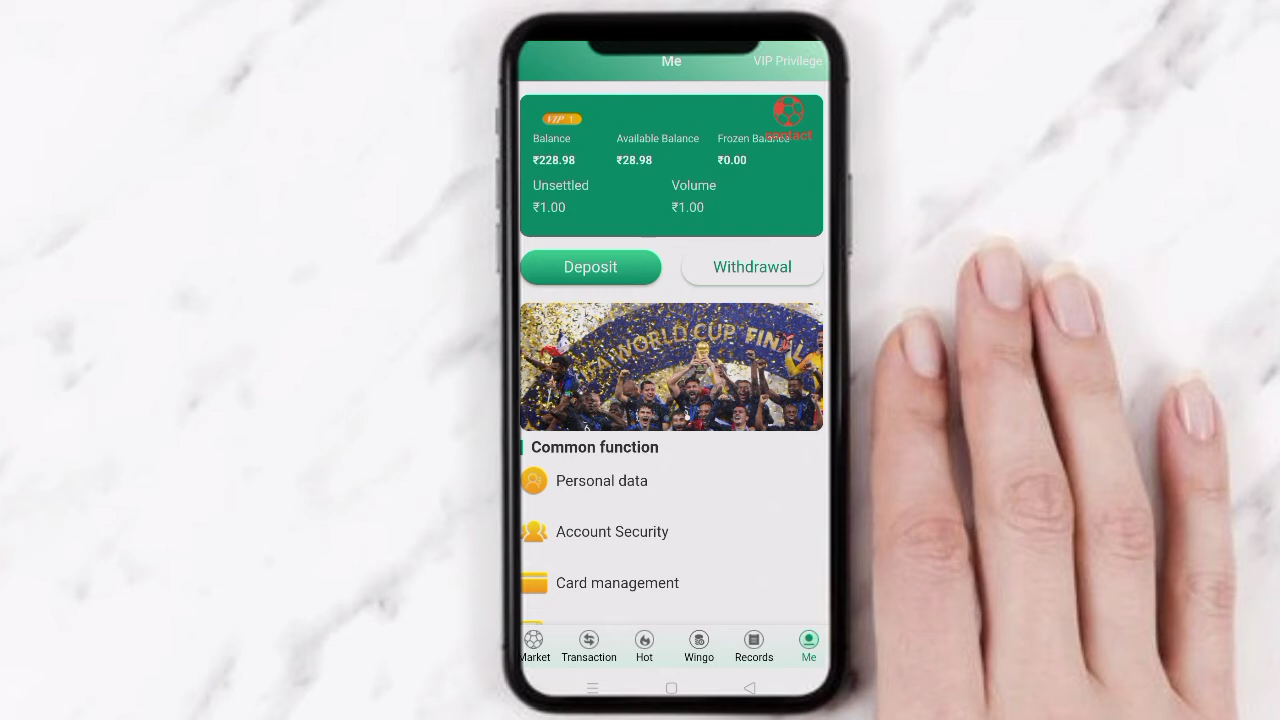 Me
VIP Privilege
VIP 1
contact
Balance
Available Balance
Frozen Balance
₹228.98
₹28.98
₹0.00
Unsettled
Volume
₹1.00
₹1.00
Deposit
Withdrawal
WORLD CUP FINAL
Common function
Personal data
Account Security
Card management
Market
Transaction
Hot
Wingo
Records
Me